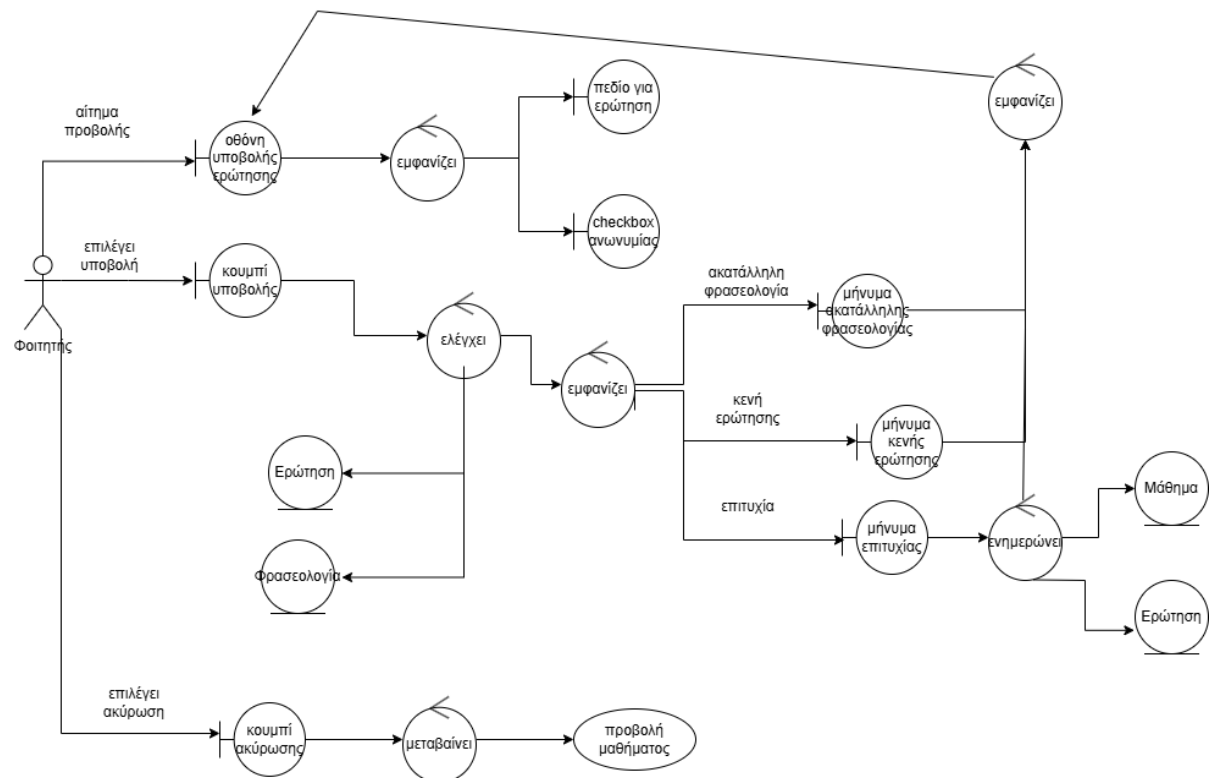 εμφανίζει
πεδίο για
ερώτηση
αίτημα
προβολής
οθόνη
υποβολής
ερώτησης
εμφανίζει
checkbox
ανωνυμίας
επιλέγει
υποβολή
κουμπί
υποβολής
Φοιτητής
ελέγχει
ακατάλληλη
φρασεολογία
μήνυμα
ακατάλληλης
φρασεολογίας
εμφανίζει
κενή
ερώτησης
μήνυμα
κενής
ερώτησης
Ερώτηση
Μάθημα
επιτυχία
μήνυμα
επιτυχίας
ενημερώνει
Φρασεολογία
Ερώτηση
επιλέγει
ακύρωση
κουμπί
ακύρωσης
μεταβαίνει
προβολή
μαθήματος